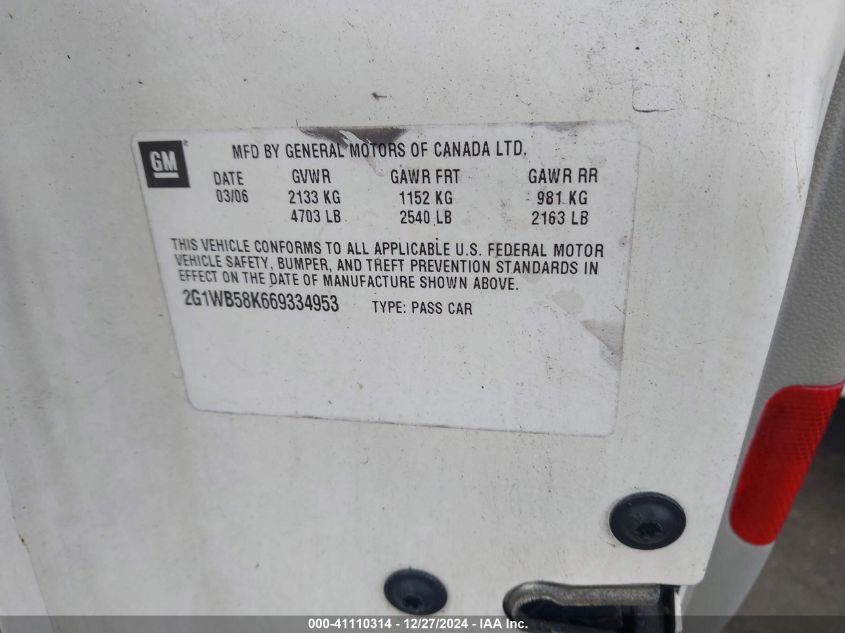 GM
MFD BY GENERAL MOTORS OF CANADA LTD.
DATE GVWR GAWR FRT GAWR RR
03/06 2133 KG 1152 KG 981 KG
4703 LB 2540 LB 2163 LB
THIS VEHICLE CONFORMS TO ALL APPLICABLE U.S. FEDERAL MOTOR
VEHICLE SAFETY, BUMPER, AND THEFT PREVENTION STANDARDS IN
EFFECT ON THE DATE OF MANUFACTURE SHOWN ABOVE.
2G1WB58K669334953 TYPE: PASS CAR
000-41110314 - 12/27/2024 - IAA Inc.